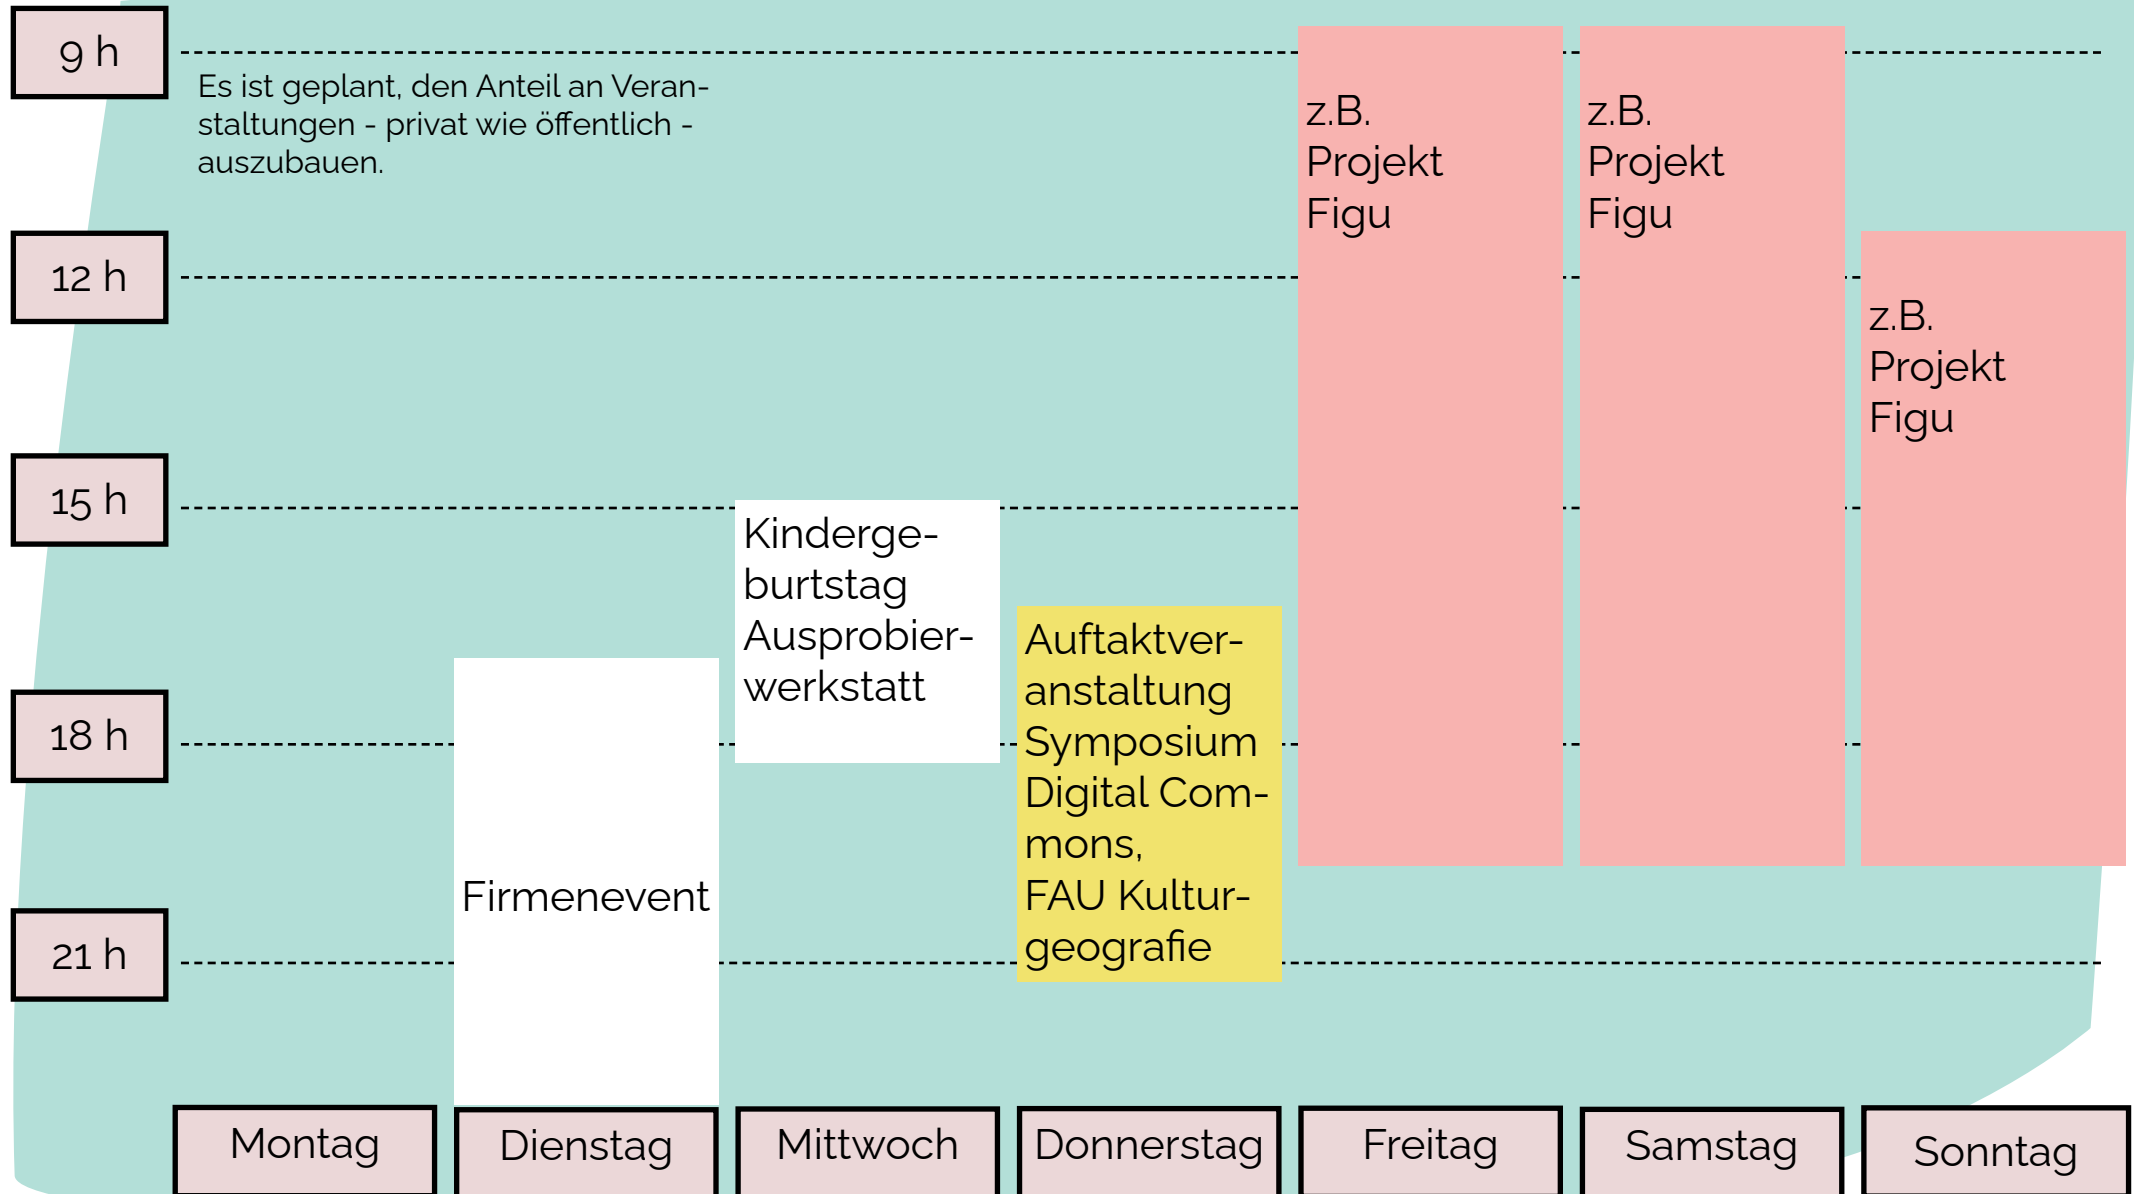 9 h
Es ist geplant, den Anteil an Veran-
staltungen - privat wie öffentlich -
auszubauen.
12 h
15 h
18 h
21 h
Firmenevent
Kinderge-
burtstag
Ausprobier-
werkstatt
Auftaktver-
anstaltung
Symposium
Digital Com-
mons,
FAU Kultur-
geografie
z.B.
Projekt
Figu
z.B.
Projekt
Figu
z.B.
Projekt
Figu
Montag
Dienstag
Mittwoch
Donnerstag
Freitag
Samstag
Sonntag